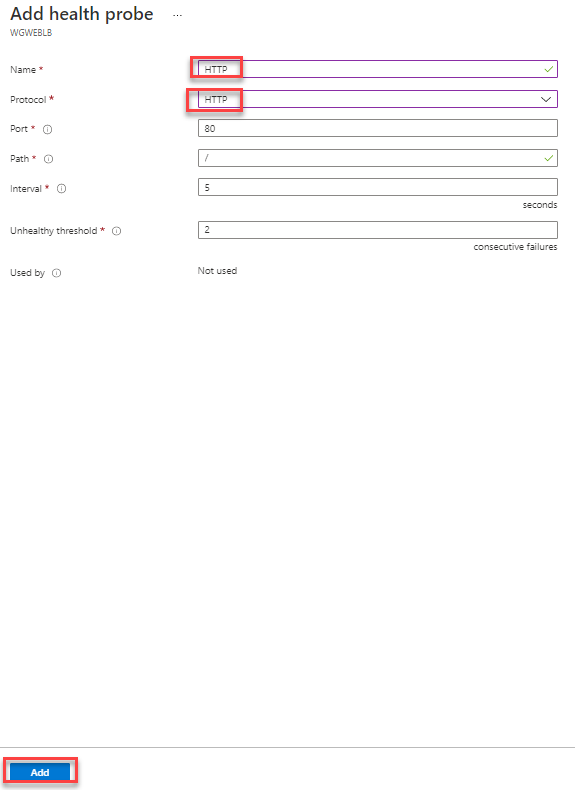 Add health probe ...
WGWEBLB
Name * HTTP
Protocol * HTTP
Port * 80
Path * /
Interval * 5
seconds
Unhealthy threshold * 2
consecutive failures
Used by Not used
Add